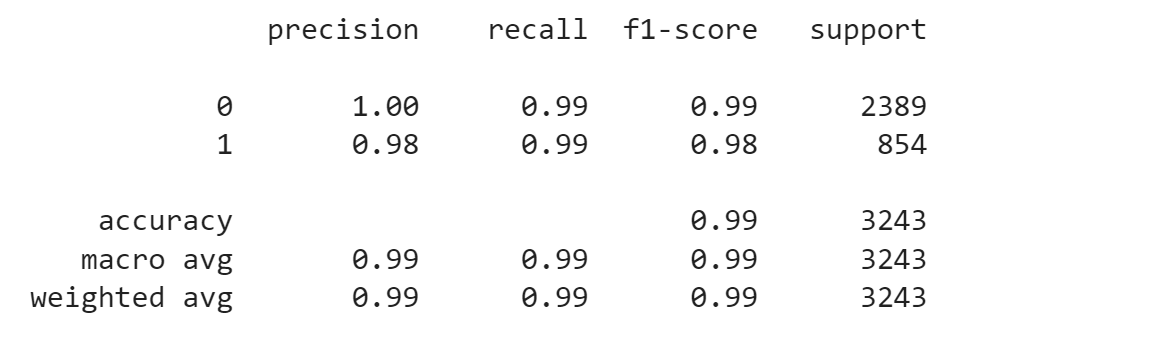 precision recall f1-score support
0 1.00 0.99 0.99 2389
1 0.98 0.99 0.98 854
accuracy 0.99 3243
macro avg 0.99 0.99 0.99 3243
weighted avg 0.99 0.99 0.99 3243